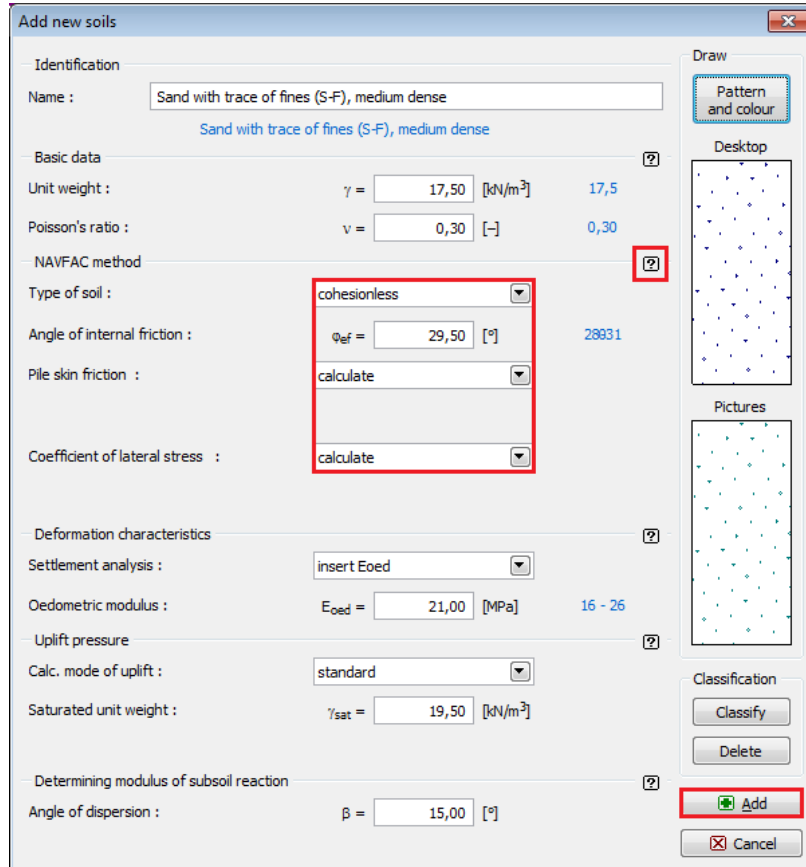 Add new soils
Identification
Name : Sand with trace of fines (S-F), medium dense
Sand with trace of fines (S-F), medium dense
Basic data [?]
Unit weight : γ = 17,50 [kN/m³] 17,5
Poisson's ratio : ν = 0,30 [–] 0,30
NAVFAC method [?]
Type of soil : cohesionless
Angle of internal friction : φef = 29,50 [°] 28031
Pile skin friction : calculate
Coefficient of lateral stress : calculate
Deformation characteristics [?]
Settlement analysis : insert Eoed
Oedometric modulus : Eoed = 21,00 [MPa] 16 - 26
Uplift pressure [?]
Calc. mode of uplift : standard
Saturated unit weight : γsat = 19,50 [kN/m³]
Determining modulus of subsoil reaction [?]
Angle of dispersion : β = 15,00 [°]
Draw
Pattern
and colour
Desktop
Pictures
Classification
Classify
Delete
Add
Cancel